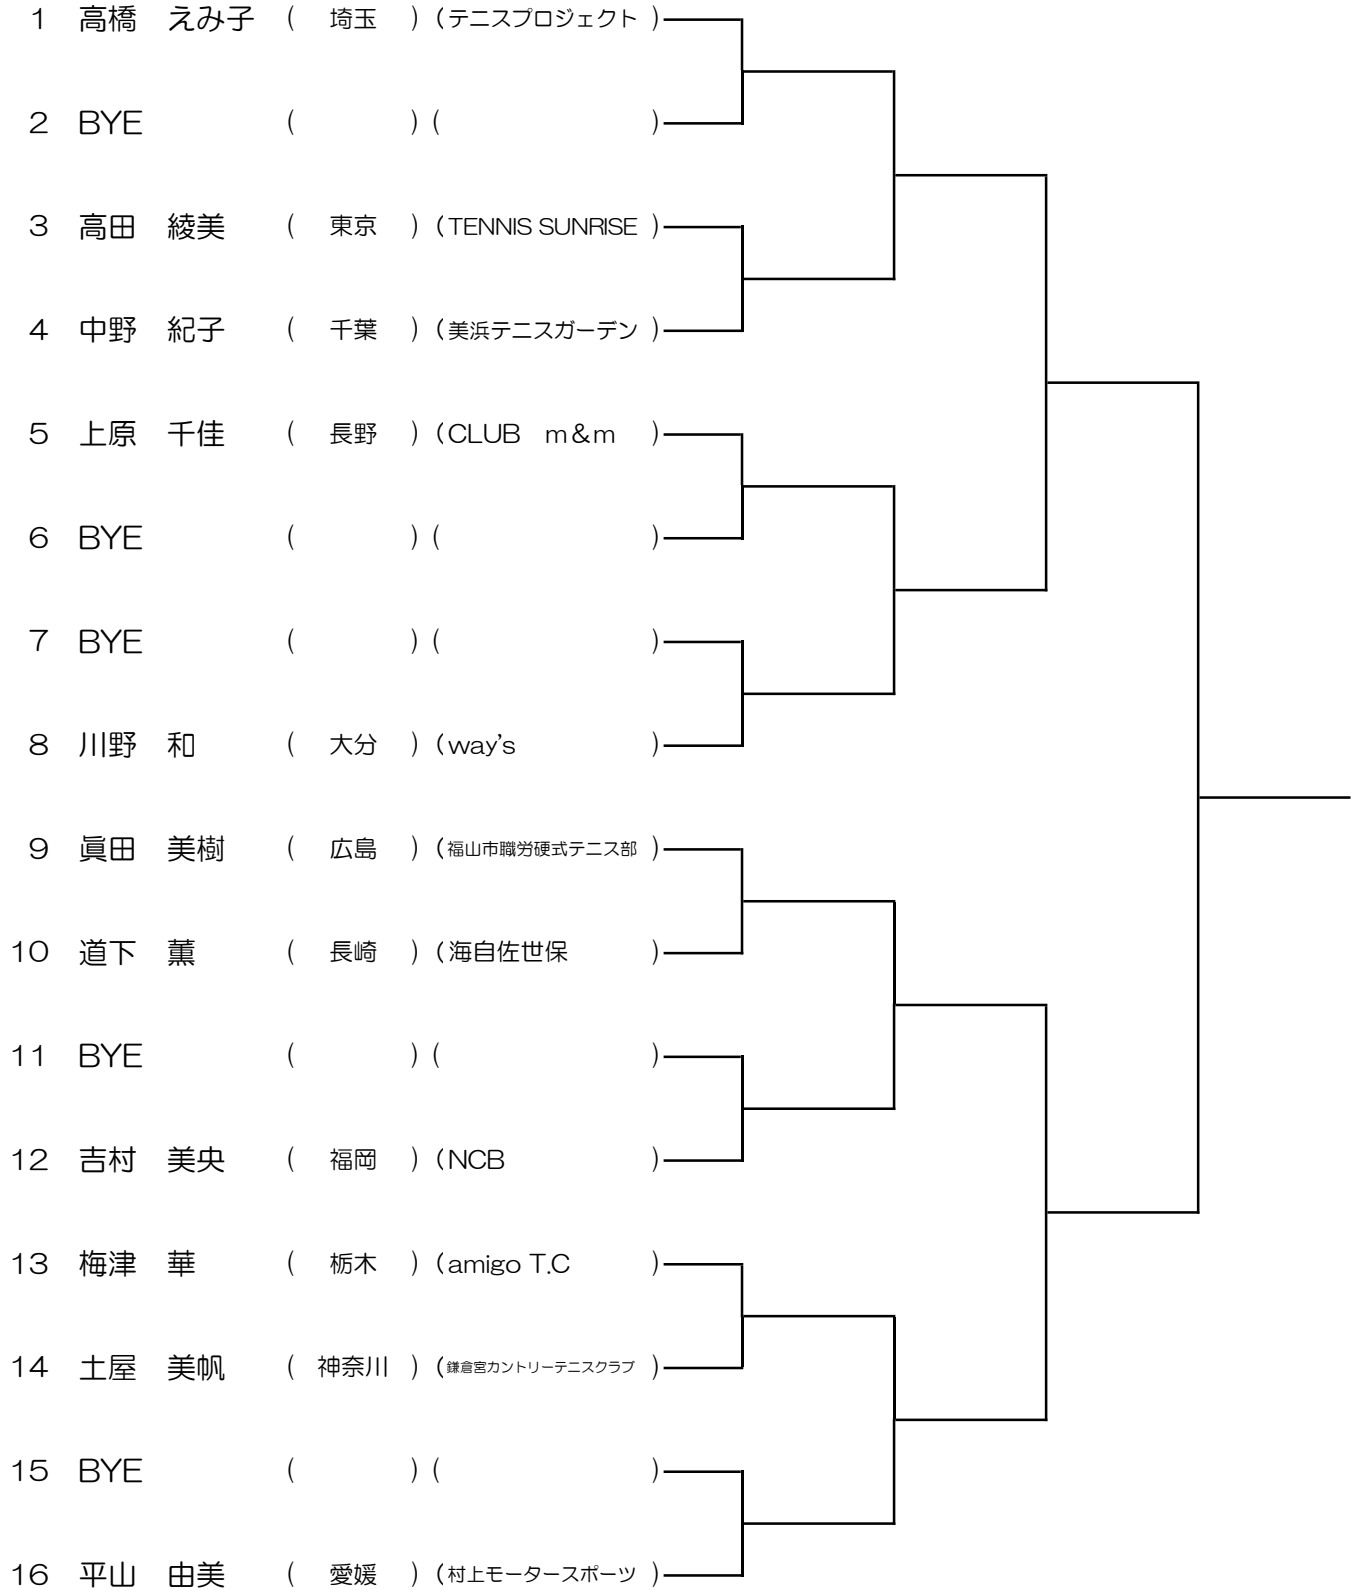 1 高橋 えみ子 ( 埼玉 ) (テニスプロジェクト )
2 BYE ( ) ( )
3 高田 綾美 ( 東京 ) (TENNIS SUNRISE )
4 中野 紀子 ( 千葉 ) (美浜テニスガーデン )
5 上原 千佳 ( 長野 ) (CLUB m&m )
6 BYE ( ) ( )
7 BYE ( ) ( )
8 川野 和 ( 大分 ) (way's )
9 眞田 美樹 ( 広島 ) (福山市職労硬式テニス部 )
10 道下 薫 ( 長崎 ) (海自佐世保 )
11 BYE ( ) ( )
12 吉村 美央 ( 福岡 ) (NCB )
13 梅津 華 ( 栃木 ) (amigo T.C )
14 土屋 美帆 ( 神奈川 ) (鎌倉宮カントリーテニスクラブ )
15 BYE ( ) ( )
16 平山 由美 ( 愛媛 ) (村上モータースポーツ )